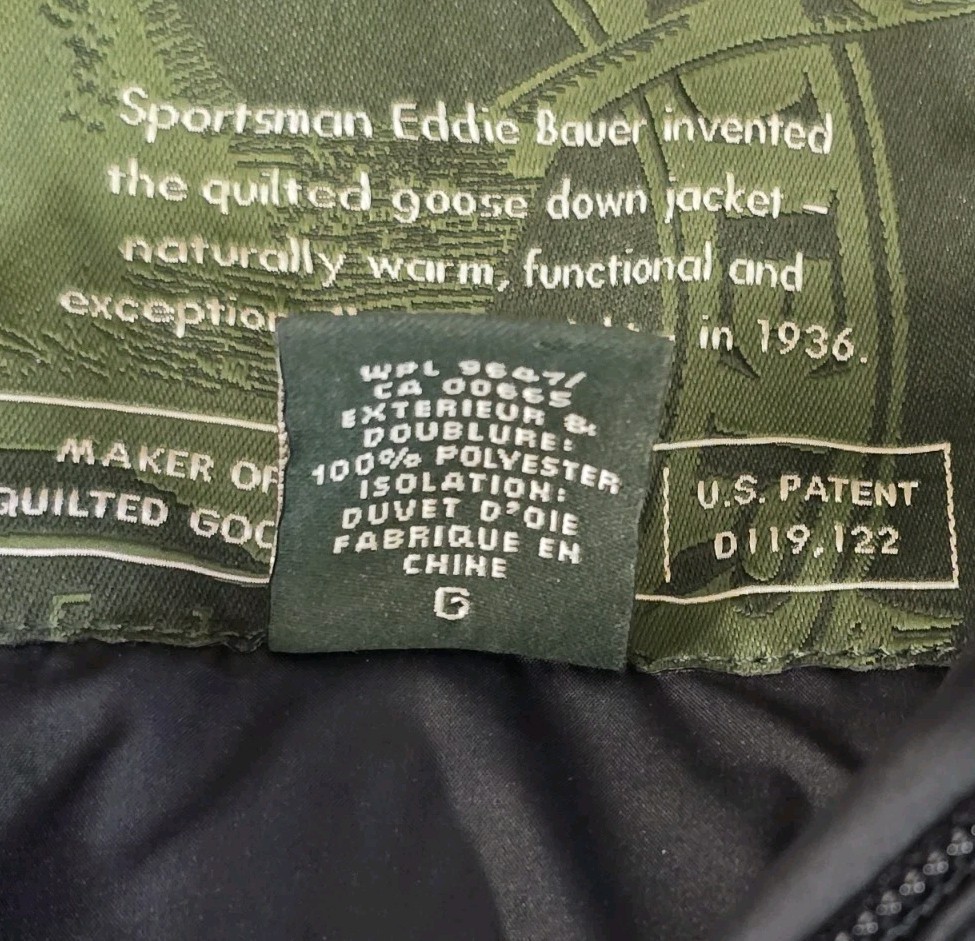 Sportsman Eddie Bauer invented
the quilted goose down jacket –
naturally warm, functional and
in 1936.
MAKER OF
QUILTED
U.S. PATENT
D119,122
WPL 9647/
CA 00665
EXTERIEUR &
DOUBLURE:
100% POLYESTER
ISOLATION:
DUVET D'OIE
FABRIQUE EN
CHINE
G